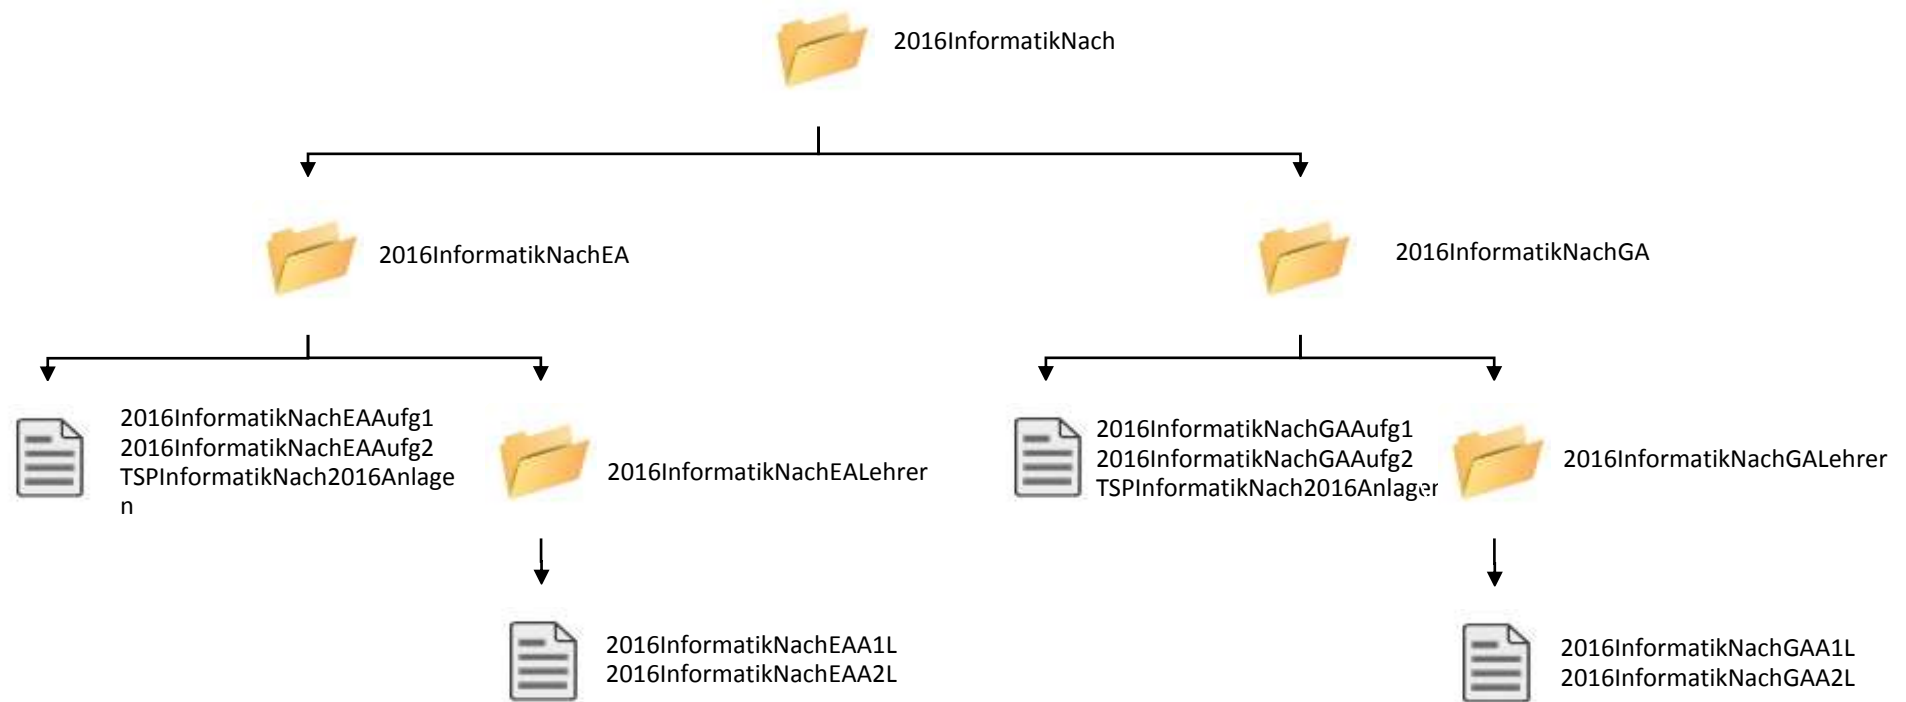 2016InformatikNach
2016InformatikNachEA
2016InformatikNachGA
2016InformatikNachEAAufg1
2016InformatikNachEAAufg2
TSPInformatikNach2016Anlage
n
2016InformatikNachEALehrer
2016InformatikNachGAAufg1
2016InformatikNachGAAufg2
TSPInformatikNach2016Anlagen
2016InformatikNachGALehrer
2016InformatikNachEAA1L
2016InformatikNachEAA2L
2016InformatikNachGAA1L
2016InformatikNachGAA2L